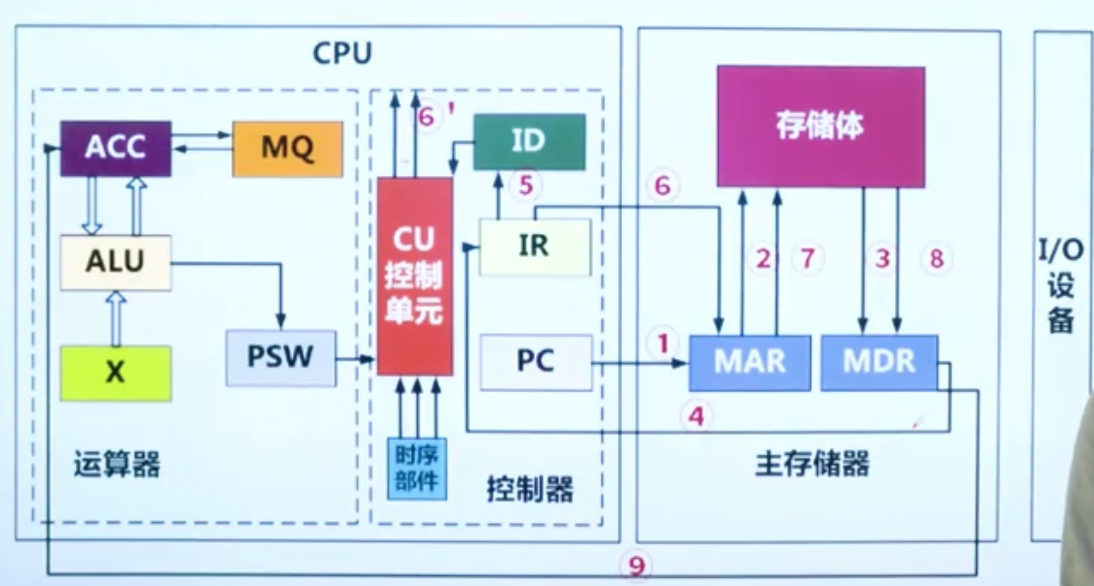 CPU
ACC
MQ
ALU
X
PSW
运算器
6'
ID
5
CU
控制
单元
IR
PC
时序
部件
控制器
存储体
6
2
7
3
8
1
MAR
MDR
4
主存储器
9
I/O
设
备